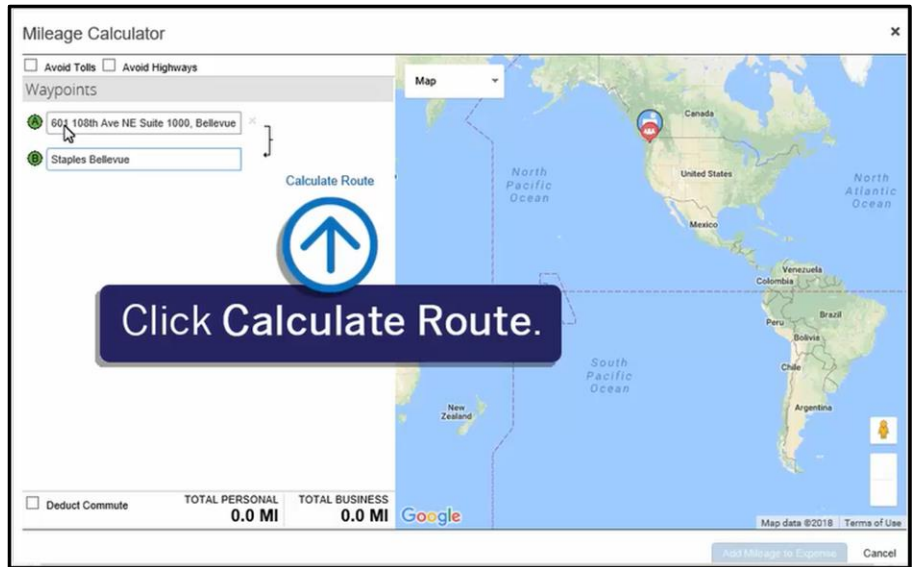 Mileage Calculator
×
Avoid Tolls Avoid Highways
Waypoints
A 601 108th Ave NE Suite 1000, Bellevue ×
B Staples Bellevue
Calculate Route
Click Calculate Route.
Deduct Commute
TOTAL PERSONAL
0.0 MI
TOTAL BUSINESS
0.0 MI
Map
Canada
North
Pacific
Ocean
United States
North
Atlantic
Ocean
Mexico
Venezuela
Colombia
Brazil
Peru
Bolivia
South
Pacific
Ocean
Chile
New
Zealand
Argentina
Google
Map data ©2018 Terms of Use
Add Mileage to Expense Cancel